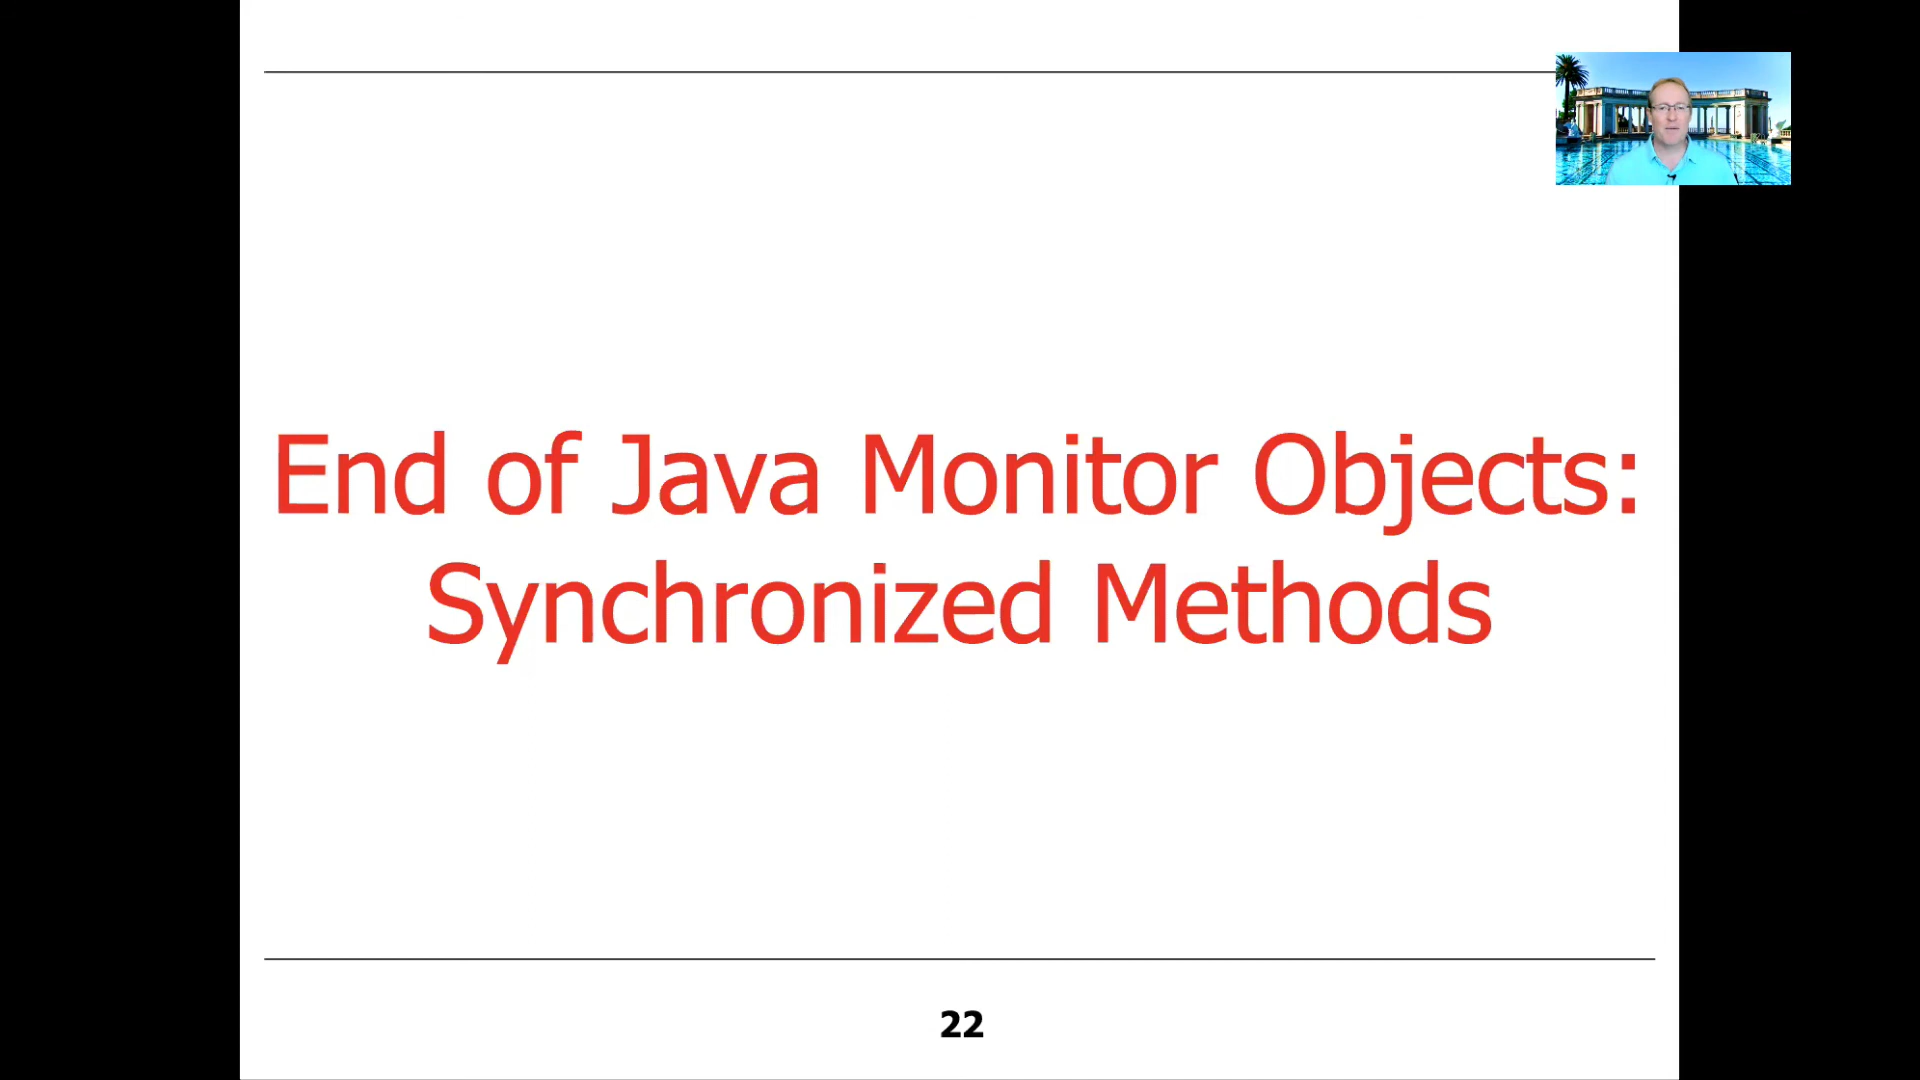 End of Java Monitor Objects:
Synchronized Methods
22